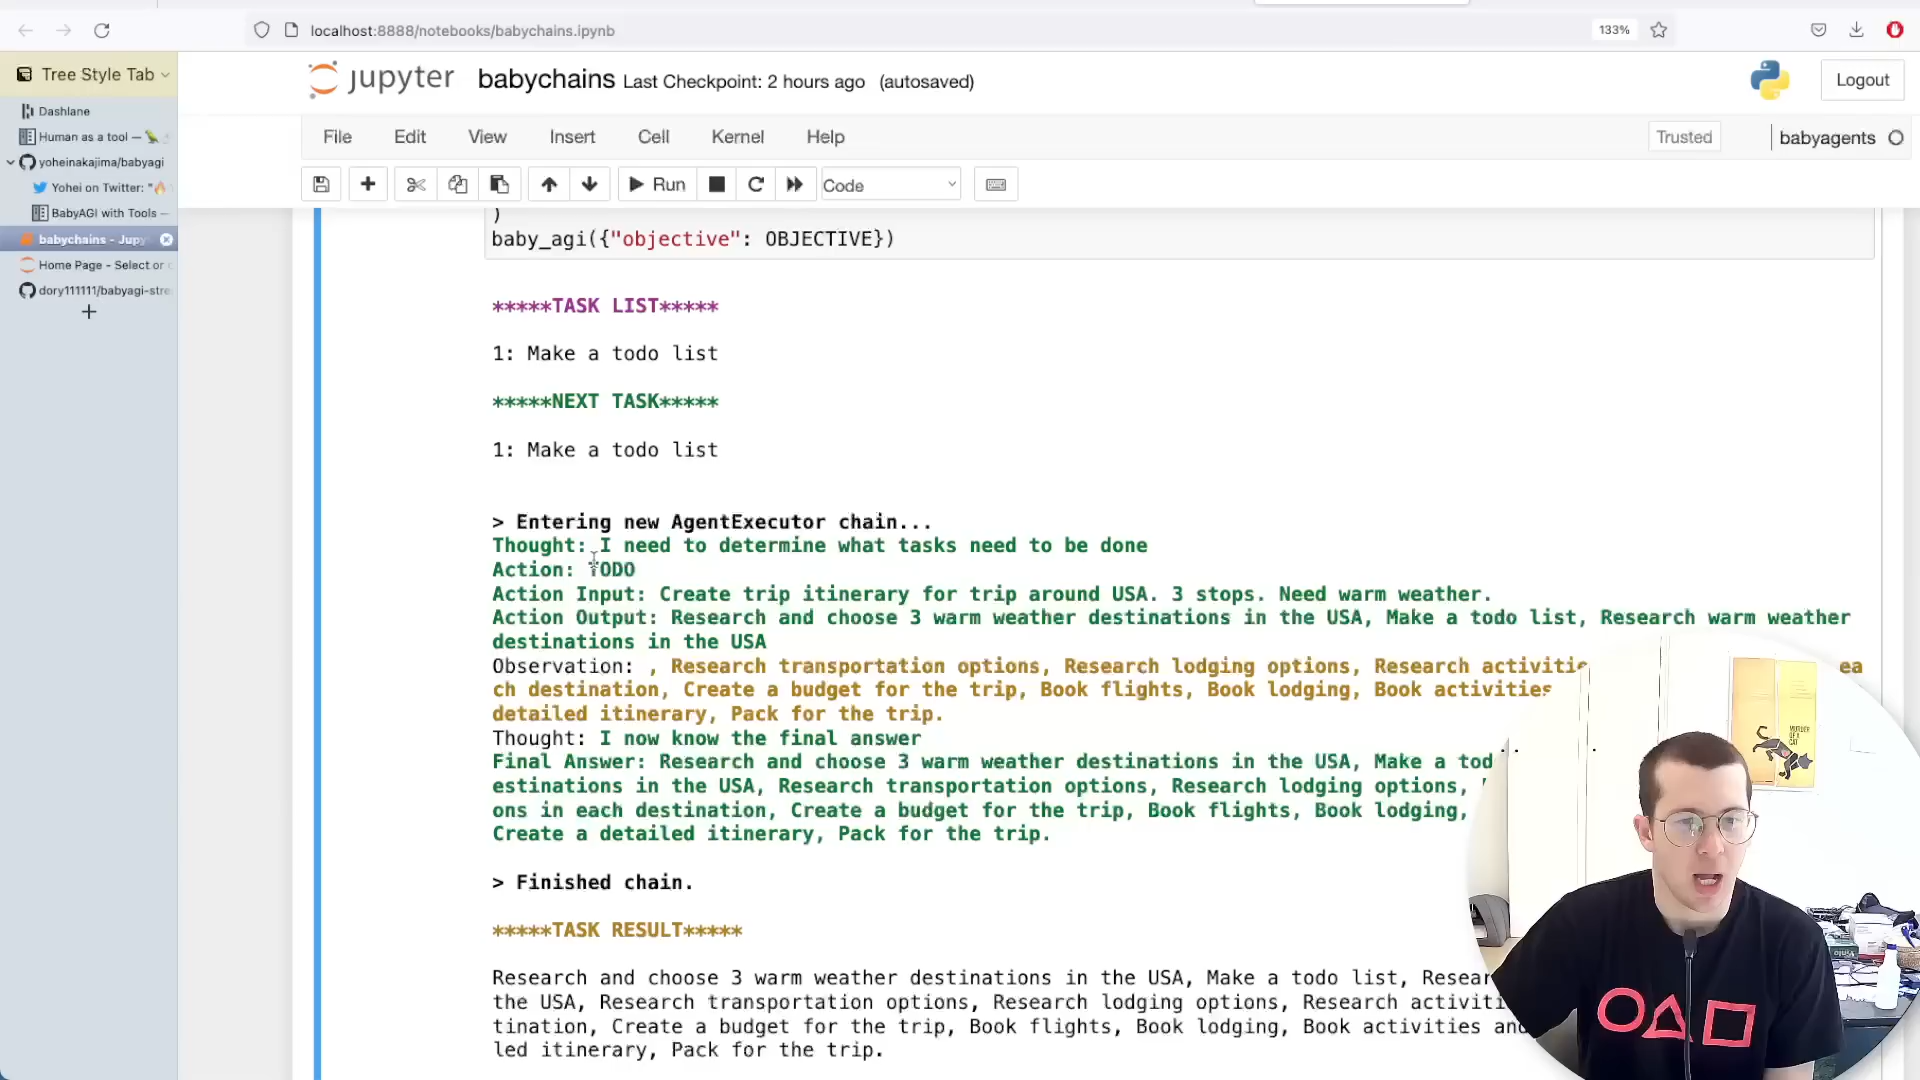 localhost:8888/notebooks/babychains.ipynb
133%
Tree Style Tab
Dashlane
Human as a tool —
yoheinakajima/babyagi
Yohei on Twitter: "
BabyAGI with Tools —
babychains - Jupy
Home Page - Select or
dory111111/babyagi-stre
+
jupyter babychains Last Checkpoint: 2 hours ago (autosaved)
Logout
File Edit View Insert Cell Kernel Help
Trusted
babyagents
Run
Code
)
baby_agi({"objective": OBJECTIVE})
*****TASK LIST*****
1: Make a todo list
*****NEXT TASK*****
1: Make a todo list
> Entering new AgentExecutor chain...
Thought: I need to determine what tasks need to be done
Action: TODO
Action Input: Create trip itinerary for trip around USA. 3 stops. Need warm weather.
Action Output: Research and choose 3 warm weather destinations in the USA, Make a todo list, Research warm weather
destinations in the USA
Observation: , Research transportation options, Research lodging options, Research activitie ea
ch destination, Create a budget for the trip, Book flights, Book lodging, Book activities
detailed itinerary, Pack for the trip.
Thought: I now know the final answer
Final Answer: Research and choose 3 warm weather destinations in the USA, Make a tod
estinations in the USA, Research transportation options, Research lodging options,
ons in each destination, Create a budget for the trip, Book flights, Book lodging,
Create a detailed itinerary, Pack for the trip.
> Finished chain.
*****TASK RESULT*****
Research and choose 3 warm weather destinations in the USA, Make a todo list, Resear
the USA, Research transportation options, Research lodging options, Research activiti
tination, Create a budget for the trip, Book flights, Book lodging, Book activities and
led itinerary, Pack for the trip.